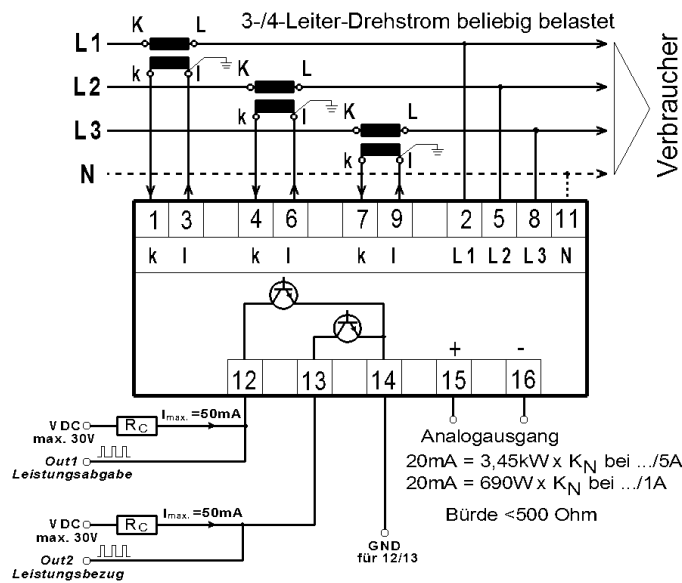 3-/4-Leiter-Drehstrom beliebig belastet
L1 K L
k l
L2 K L
k l
L3 K L
k l
N
Verbraucher
1 3 4 6 7 9 2 5 8 11
k l k l k l L1 L2 L3 N
+ -
12 13 14 15 16
V DC RC Imax. =50mA
max. 30V
Out1
Leistungsabgabe
V DC RC Imax. =50mA
max. 30V
Out2
Leistungsbezug
GND
für 12/13
Analogausgang
20mA = 3,45kW x KN bei .../5A
20mA = 690W x KN bei .../1A
Bürde <500 Ohm